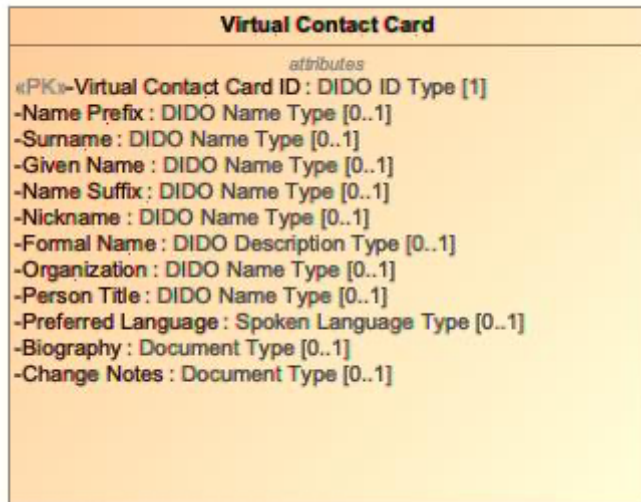 Virtual Contact Card
attributes
«PK»-Virtual Contact Card ID : DIDO ID Type [1]
-Name Prefix : DIDO Name Type [0..1]
-Surname : DIDO Name Type [0..1]
-Given Name : DIDO Name Type [0..1]
-Name Suffix : DIDO Name Type [0..1]
-Nickname : DIDO Name Type [0..1]
-Formal Name : DIDO Description Type [0..1]
-Organization : DIDO Name Type [0..1]
-Person Title : DIDO Name Type [0..1]
-Preferred Language : Spoken Language Type [0..1]
-Biography : Document Type [0..1]
-Change Notes : Document Type [0..1]